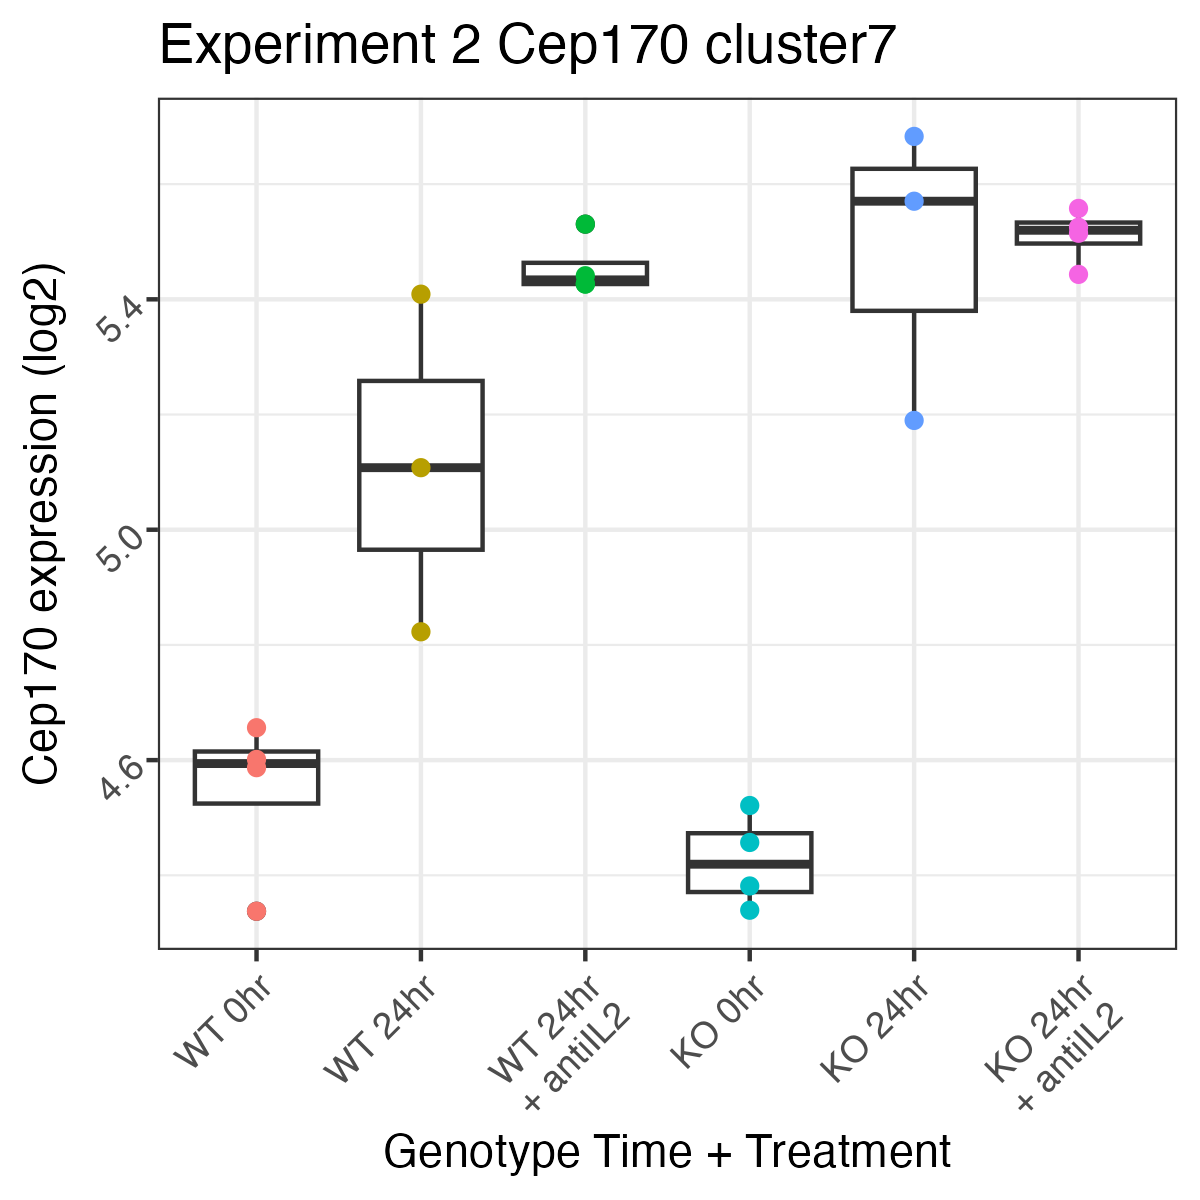 Experiment 2 Cep170 cluster7
Cep170 expression (log2)
5.4
5.0
4.6
WT 0hr
WT 24hr
WT 24hr
+ antiIL2
KO 0hr
KO 24hr
KO 24hr
+ antiIL2
Genotype Time + Treatment